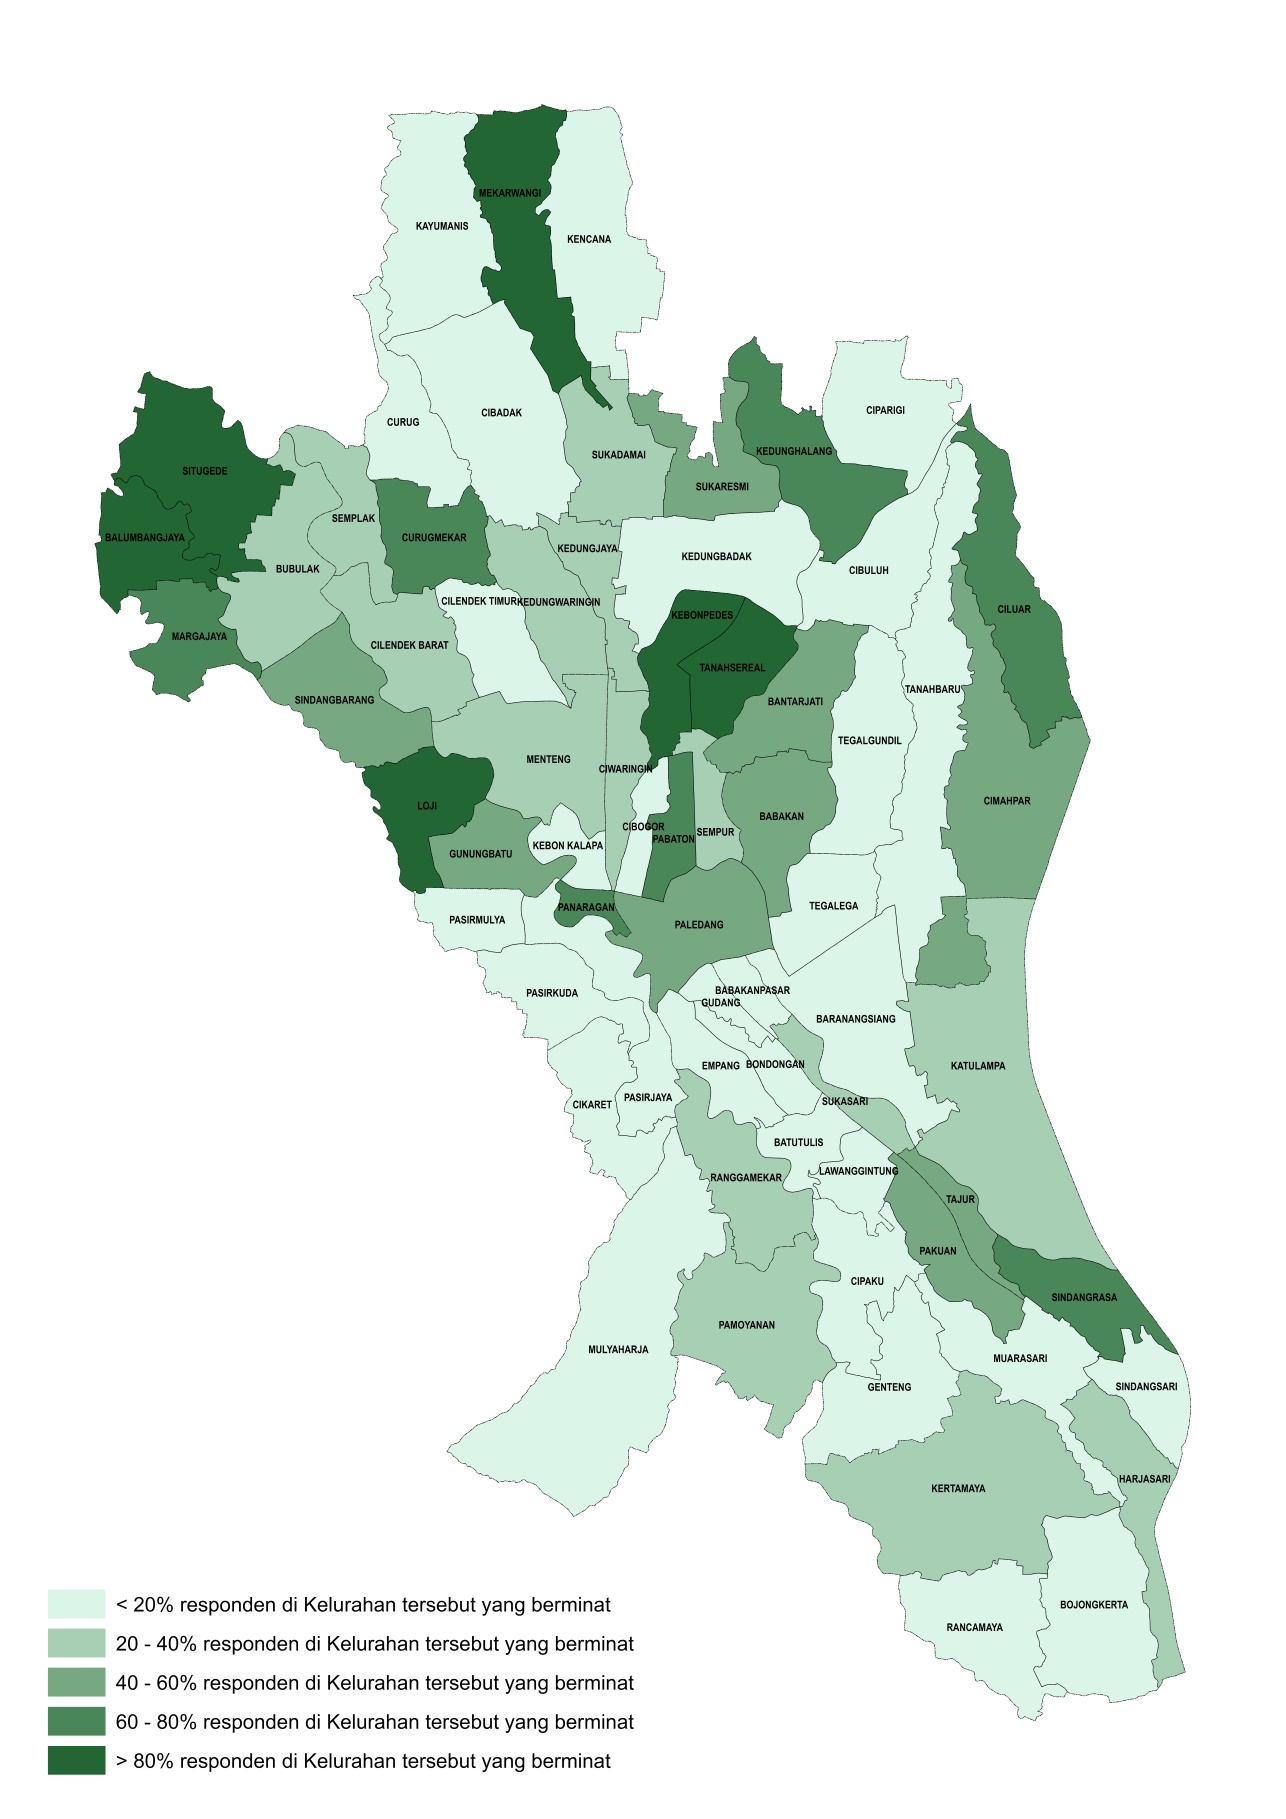 MEKARWANGI
KAYUMANIS
KENCANA
CIPARIGI
CIBADAK
CURUG
KEDUNGHALANG
SUKADAMAI
SITUGEDE
SUKARESMI
SEMPLAK
CURUGMEKAR
BALUMBANGJAYA
KEDUNGJAYA
KEDUNGBADAK
BUBULAK
CIBULUH
CILENDEK TIMUR
KEDUNGWARINGIN
CILUAR
KEBONPEDES
MARGAJAYA
CILENDEK BARAT
TANAHSEREAL
TANAHBARU
SINDANGBARANG
BANTARJATI
TEGALGUNDIL
MENTENG
CIWARINGIN
CIMAHPAR
LOJI
BABAKAN
CIBOGOR
SEMPUR
PABATON
KEBON KALAPA
GUNUNGBATU
PANARAGAN
TEGALEGA
PASIRMULYA
PALEDANG
BABAKANPASAR
PASIRKUDA
GUDANG
BARANANGSIANG
EMPANG
BONDONGAN
KATULAMPA
PASIRJAYA
CIKARET
SUKASARI
BATUTULIS
LAWANGGINTUNG
RANGGAMEKAR
TAJUR
PAKUAN
CIPAKU
SINDANGRASA
PAMOYANAN
MULYAHARJA
MUARASARI
GENTENG
SINDANGSARI
HARJASARI
KERTAMAYA
BOJONGKERTA
RANCAMAYA
< 20% responden di Kelurahan tersebut yang berminat
20 - 40% responden di Kelurahan tersebut yang berminat
40 - 60% responden di Kelurahan tersebut yang berminat
60 - 80% responden di Kelurahan tersebut yang berminat
> 80% responden di Kelurahan tersebut yang berminat